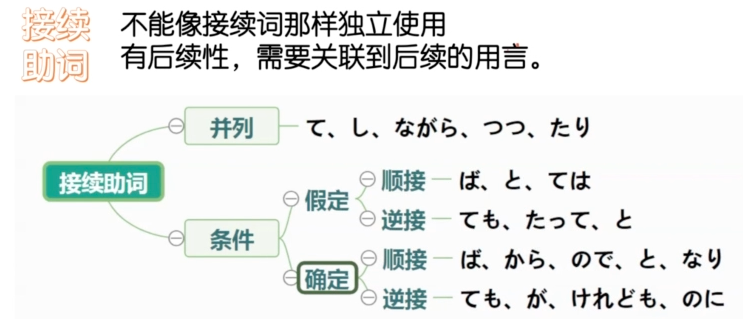 接续
助词
不能像接续词那样独立使用
有后续性，需要关联到后续的用言。
接续助词
并列
て、し、ながら、つつ、たり
条件
假定
顺接
ば、と、ては
逆接
ても、たって、と
确定
顺接
ば、から、ので、と、なり
逆接
ても、が、けれども、のに